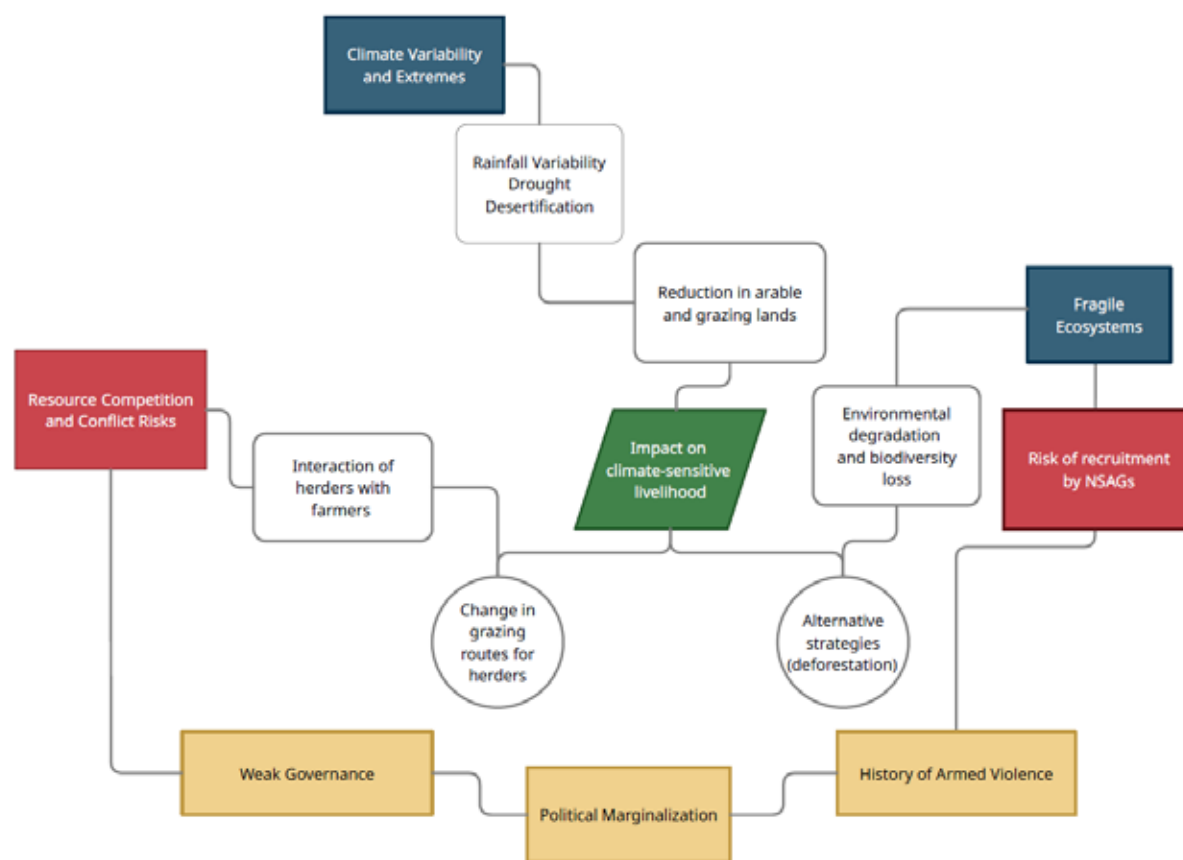 Climate Variability
and Extremes
Rainfall Variability
Drought
Desertification
Reduction in arable
and grazing lands
Fragile
Ecosystems
Resource Competition
and Conflict Risks
Interaction of
herders with
farmers
Impact on
climate-sensitive
livelihood
Environmental
degradation
and biodiversity
loss
Risk of recruitment
by NSAGs
Change in
grazing
routes for
herders
Alternative
strategies
(deforestation)
Weak Governance
Political Marginalization
History of Armed Violence